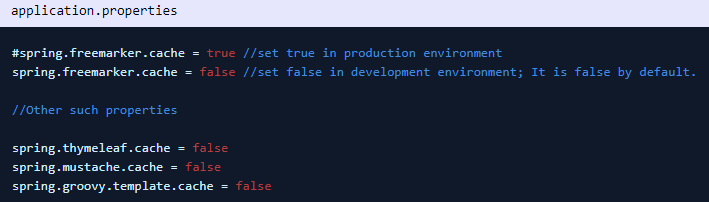 application.properties
#spring.freemarker.cache = true //set true in production environment
spring.freemarker.cache = false //set false in development environment; It is false by default.
//Other such properties
spring.thymeleaf.cache = false
spring.mustache.cache = false
spring.groovy.template.cache = false